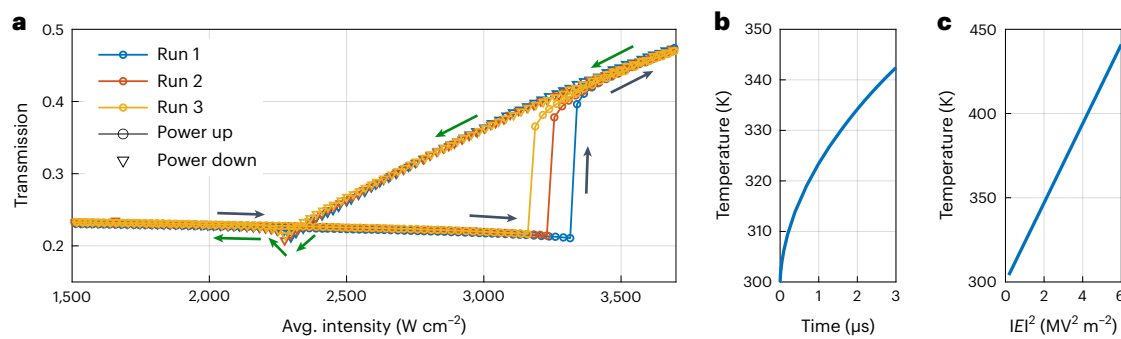 a
0.5
0.4
0.3
0.2
Transmission
Run 1
Run 2
Run 3
Power up
Power down
1,500
2,000
2,500
3,000
3,500
Avg. intensity (W cm⁻²)
b
350
340
330
320
310
300
Temperature (K)
0
1
2
3
Time (µs)
c
450
400
350
300
Temperature (K)
0
2
4
6
|E|² (MV² m⁻²)